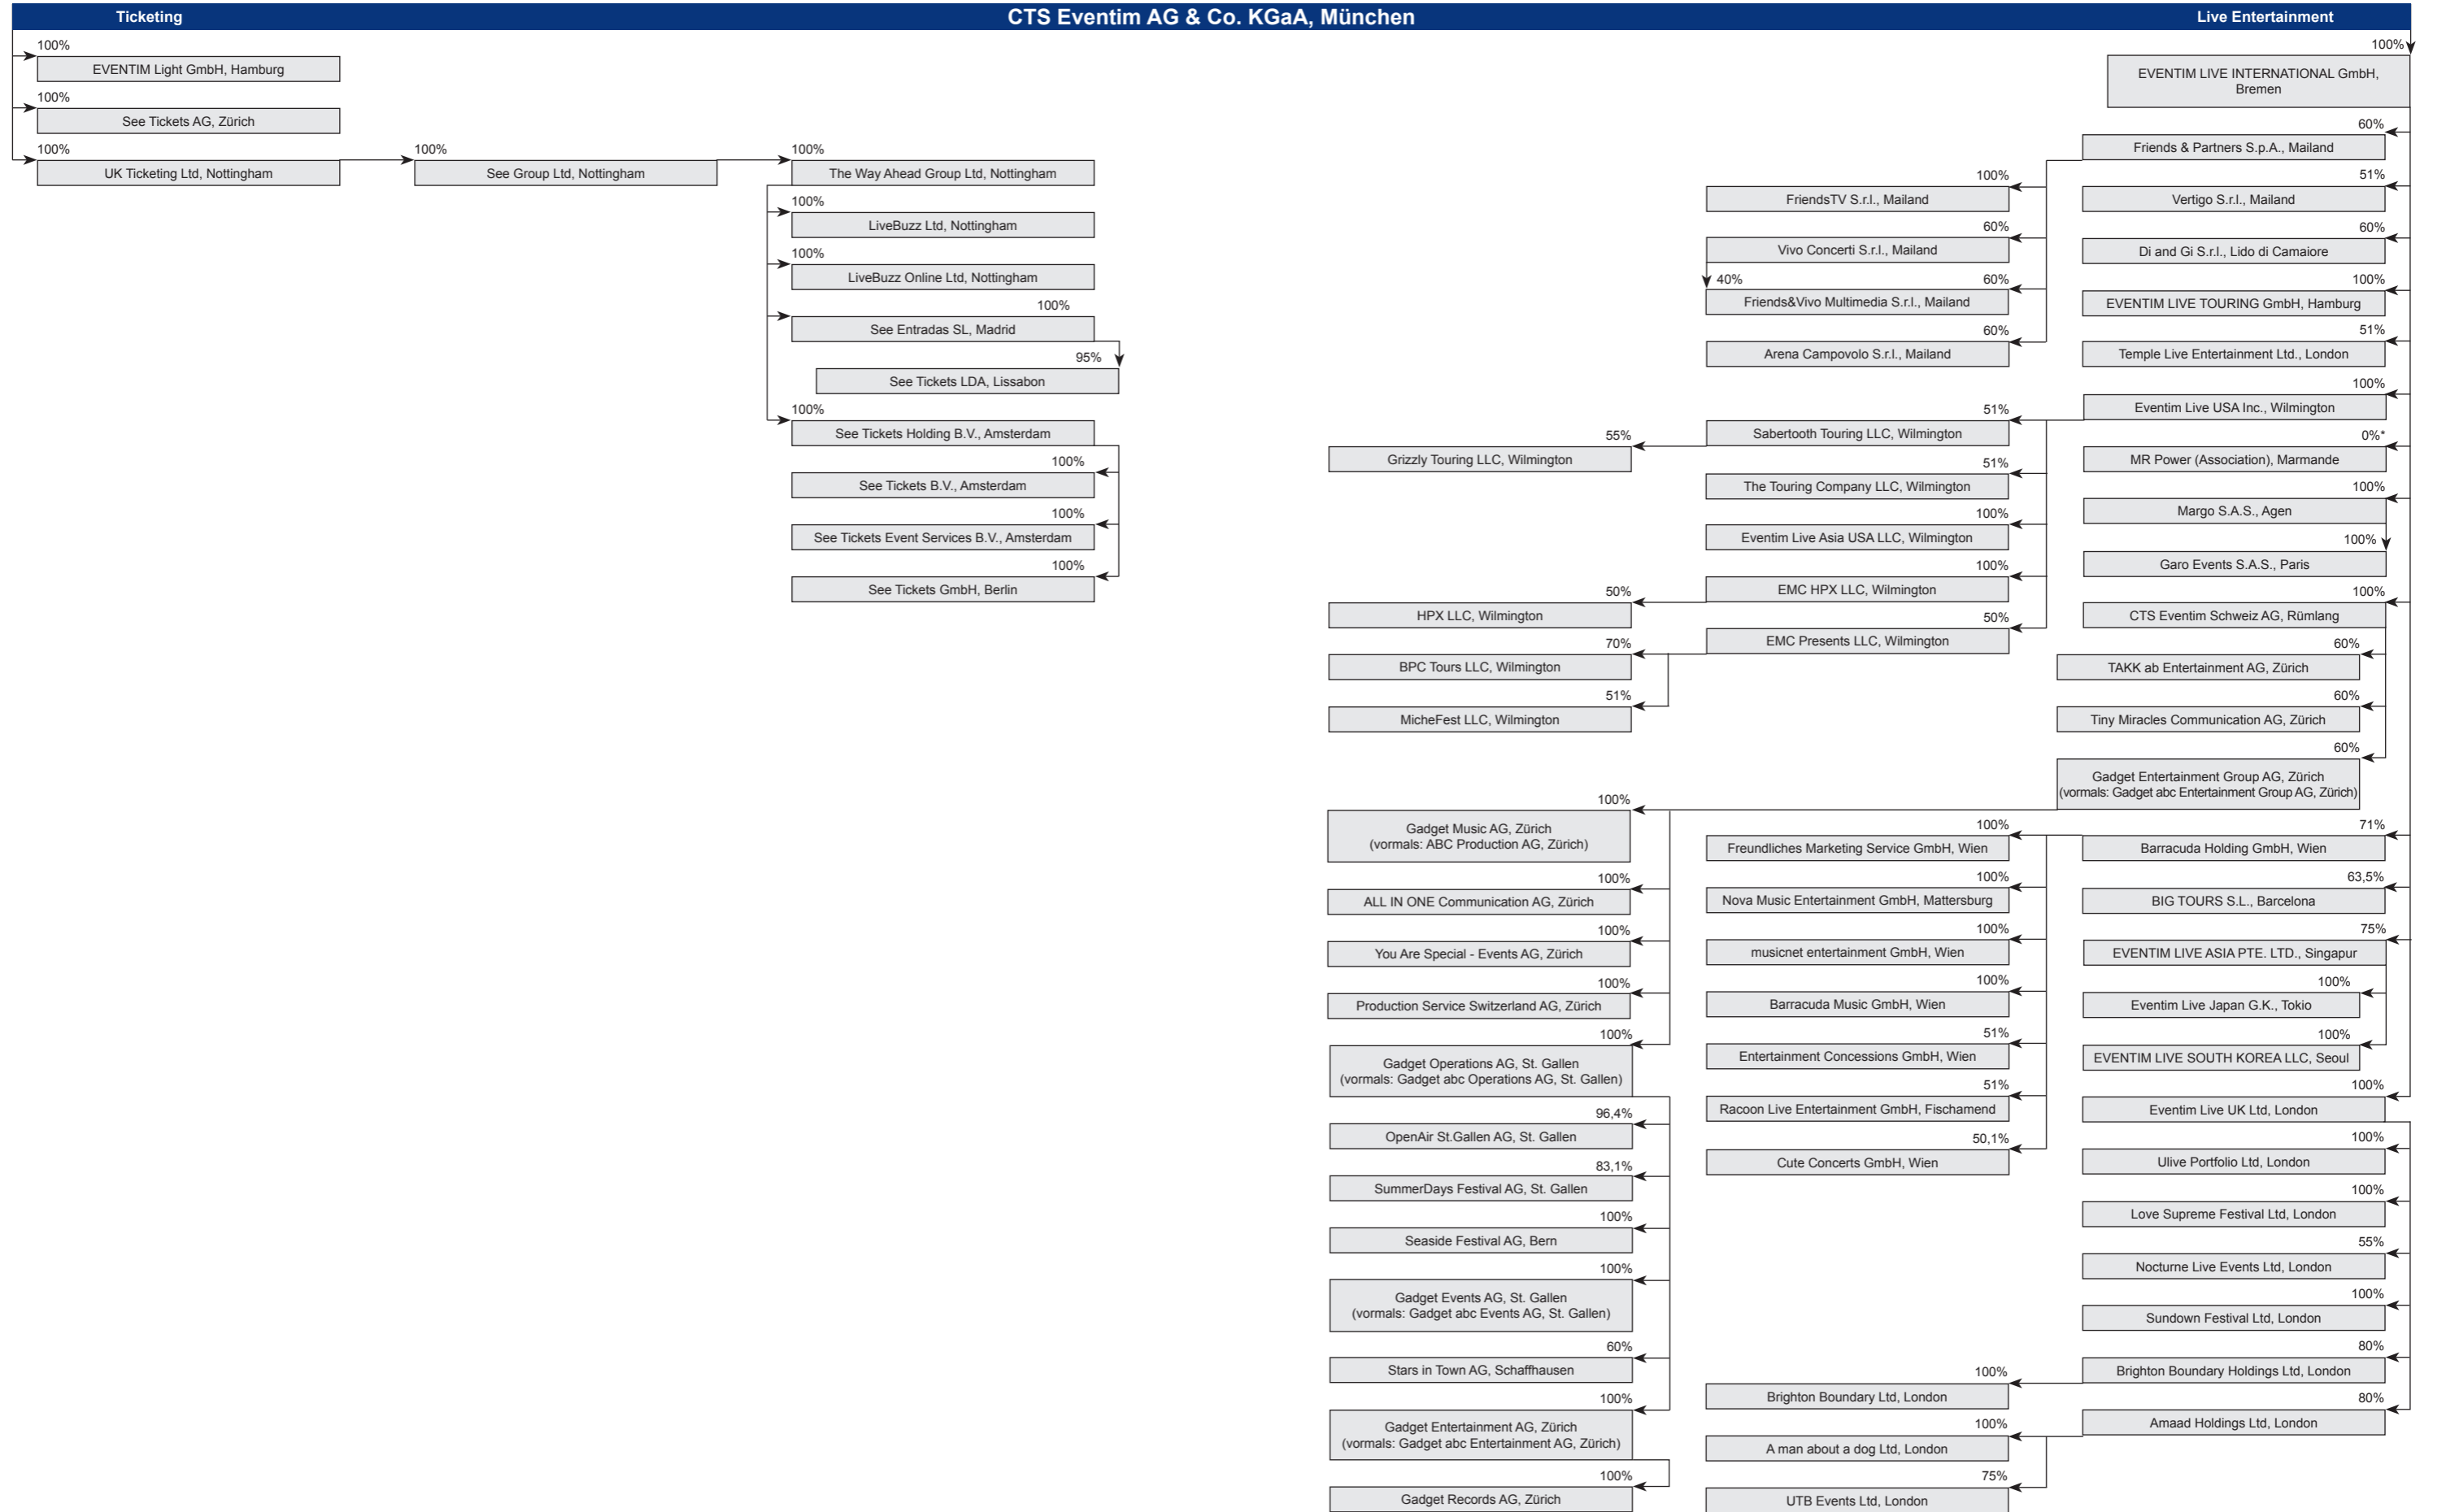 Ticketing
CTS Eventim AG & Co. KGaA, München
Live Entertainment
100%
EVENTIM Light GmbH, Hamburg
100%
See Tickets AG, Zürich
100%
UK Ticketing Ltd, Nottingham
100%
See Group Ltd, Nottingham
100%
The Way Ahead Group Ltd, Nottingham
100%
LiveBuzz Ltd, Nottingham
100%
LiveBuzz Online Ltd, Nottingham
100%
See Entradas SL, Madrid
95%
See Tickets LDA, Lissabon
100%
See Tickets Holding B.V., Amsterdam
100%
See Tickets B.V., Amsterdam
100%
See Tickets Event Services B.V., Amsterdam
100%
See Tickets GmbH, Berlin
100%
EVENTIM LIVE INTERNATIONAL GmbH,
Bremen
60%
Friends & Partners S.p.A., Mailand
100%
FriendsTV S.r.l., Mailand
60%
Vivo Concerti S.r.l., Mailand
40%
60%
Friends&Vivo Multimedia S.r.l., Mailand
60%
Arena Campovolo S.r.l., Mailand
51%
Vertigo S.r.l., Mailand
60%
Di and Gi S.r.l., Lido di Camaiore
100%
EVENTIM LIVE TOURING GmbH, Hamburg
51%
Temple Live Entertainment Ltd., London
100%
Eventim Live USA Inc., Wilmington
51%
Sabertooth Touring LLC, Wilmington
55%
Grizzly Touring LLC, Wilmington
51%
The Touring Company LLC, Wilmington
100%
Eventim Live Asia USA LLC, Wilmington
100%
EMC HPX LLC, Wilmington
50%
HPX LLC, Wilmington
50%
EMC Presents LLC, Wilmington
70%
BPC Tours LLC, Wilmington
51%
MicheFest LLC, Wilmington
0%*
MR Power (Association), Marmande
100%
Margo S.A.S., Agen
100%
Garo Events S.A.S., Paris
100%
CTS Eventim Schweiz AG, Rümlang
60%
TAKK ab Entertainment AG, Zürich
60%
Tiny Miracles Communication AG, Zürich
60%
Gadget Entertainment Group AG, Zürich
(vormals: Gadget abc Entertainment Group AG, Zürich)
100%
Gadget Music AG, Zürich
(vormals: ABC Production AG, Zürich)
100%
ALL IN ONE Communication AG, Zürich
100%
You Are Special - Events AG, Zürich
100%
Production Service Switzerland AG, Zürich
100%
Gadget Operations AG, St. Gallen
(vormals: Gadget abc Operations AG, St. Gallen)
96,4%
OpenAir St.Gallen AG, St. Gallen
83,1%
SummerDays Festival AG, St. Gallen
100%
Seaside Festival AG, Bern
100%
Gadget Events AG, St. Gallen
(vormals: Gadget abc Events AG, St. Gallen)
60%
Stars in Town AG, Schaffhausen
100%
Gadget Entertainment AG, Zürich
(vormals: Gadget abc Entertainment AG, Zürich)
100%
Gadget Records AG, Zürich
71%
Barracuda Holding GmbH, Wien
100%
Freundliches Marketing Service GmbH, Wien
100%
Nova Music Entertainment GmbH, Mattersburg
100%
musicnet entertainment GmbH, Wien
100%
Barracuda Music GmbH, Wien
51%
Entertainment Concessions GmbH, Wien
51%
Racoon Live Entertainment GmbH, Fischamend
50,1%
Cute Concerts GmbH, Wien
63,5%
BIG TOURS S.L., Barcelona
75%
EVENTIM LIVE ASIA PTE. LTD., Singapur
100%
Eventim Live Japan G.K., Tokio
100%
EVENTIM LIVE SOUTH KOREA LLC, Seoul
100%
Eventim Live UK Ltd, London
100%
Ulive Portfolio Ltd, London
100%
Love Supreme Festival Ltd, London
55%
Nocturne Live Events Ltd, London
100%
Sundown Festival Ltd, London
80%
Brighton Boundary Holdings Ltd, London
100%
Brighton Boundary Ltd, London
80%
Amaad Holdings Ltd, London
100%
A man about a dog Ltd, London
75%
UTB Events Ltd, London